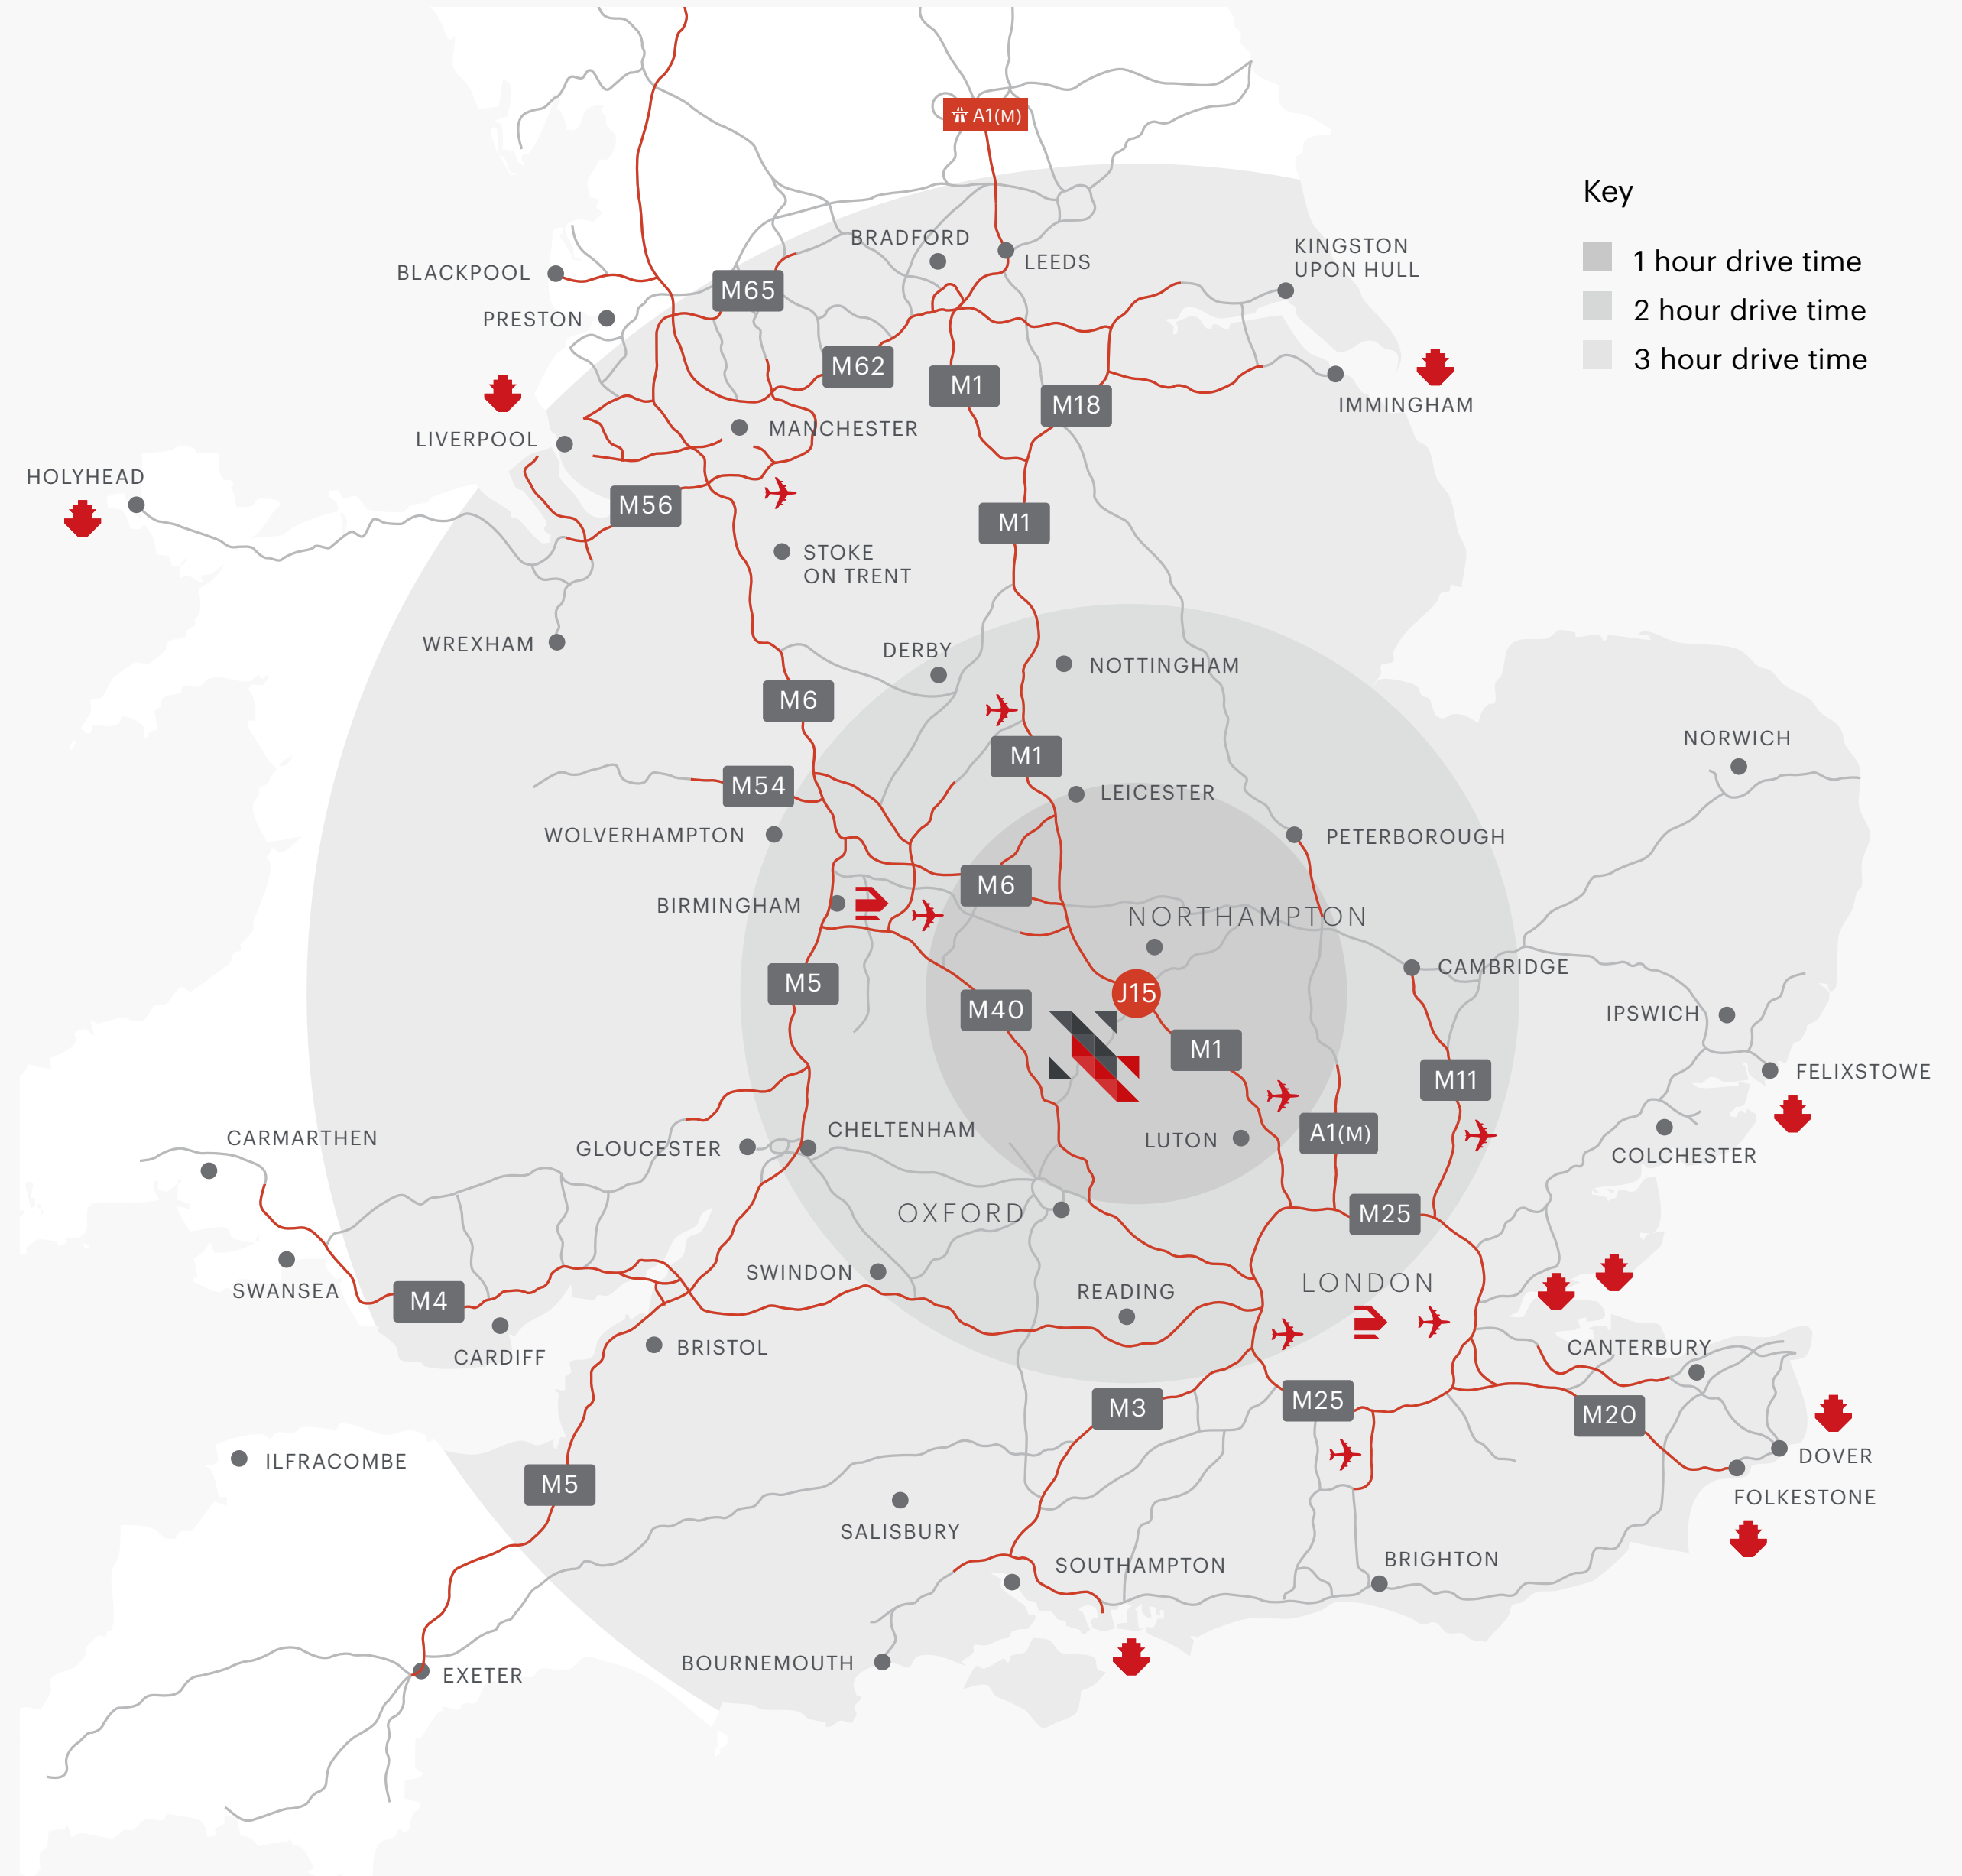 A1(M)
Key
1 hour drive time
2 hour drive time
3 hour drive time
BRADFORD
LEEDS
KINGSTON
UPON HULL
BLACKPOOL
M65
PRESTON
M62
M1
M18
IMMINGHAM
MANCHESTER
LIVERPOOL
HOLYHEAD
M56
M1
STOKE
ON TRENT
WREXHAM
DERBY
NOTTINGHAM
M6
NORWICH
M1
M54
LEICESTER
WOLVERHAMPTON
PETERBOROUGH
M6
BIRMINGHAM
NORTHAMPTON
CAMBRIDGE
M5
J15
M40
IPSWICH
M1
FELIXSTOWE
M11
CARMARTHEN
CHELTENHAM
A1(M)
LUTON
GLOUCESTER
COLCHESTER
OXFORD
M25
SWINDON
LONDON
SWANSEA
READING
M4
CANTERBURY
BRISTOL
CARDIFF
M25
M3
M20
DOVER
ILFRACOMBE
M5
FOLKESTONE
SALISBURY
BRIGHTON
SOUTHAMPTON
BOURNEMOUTH
EXETER